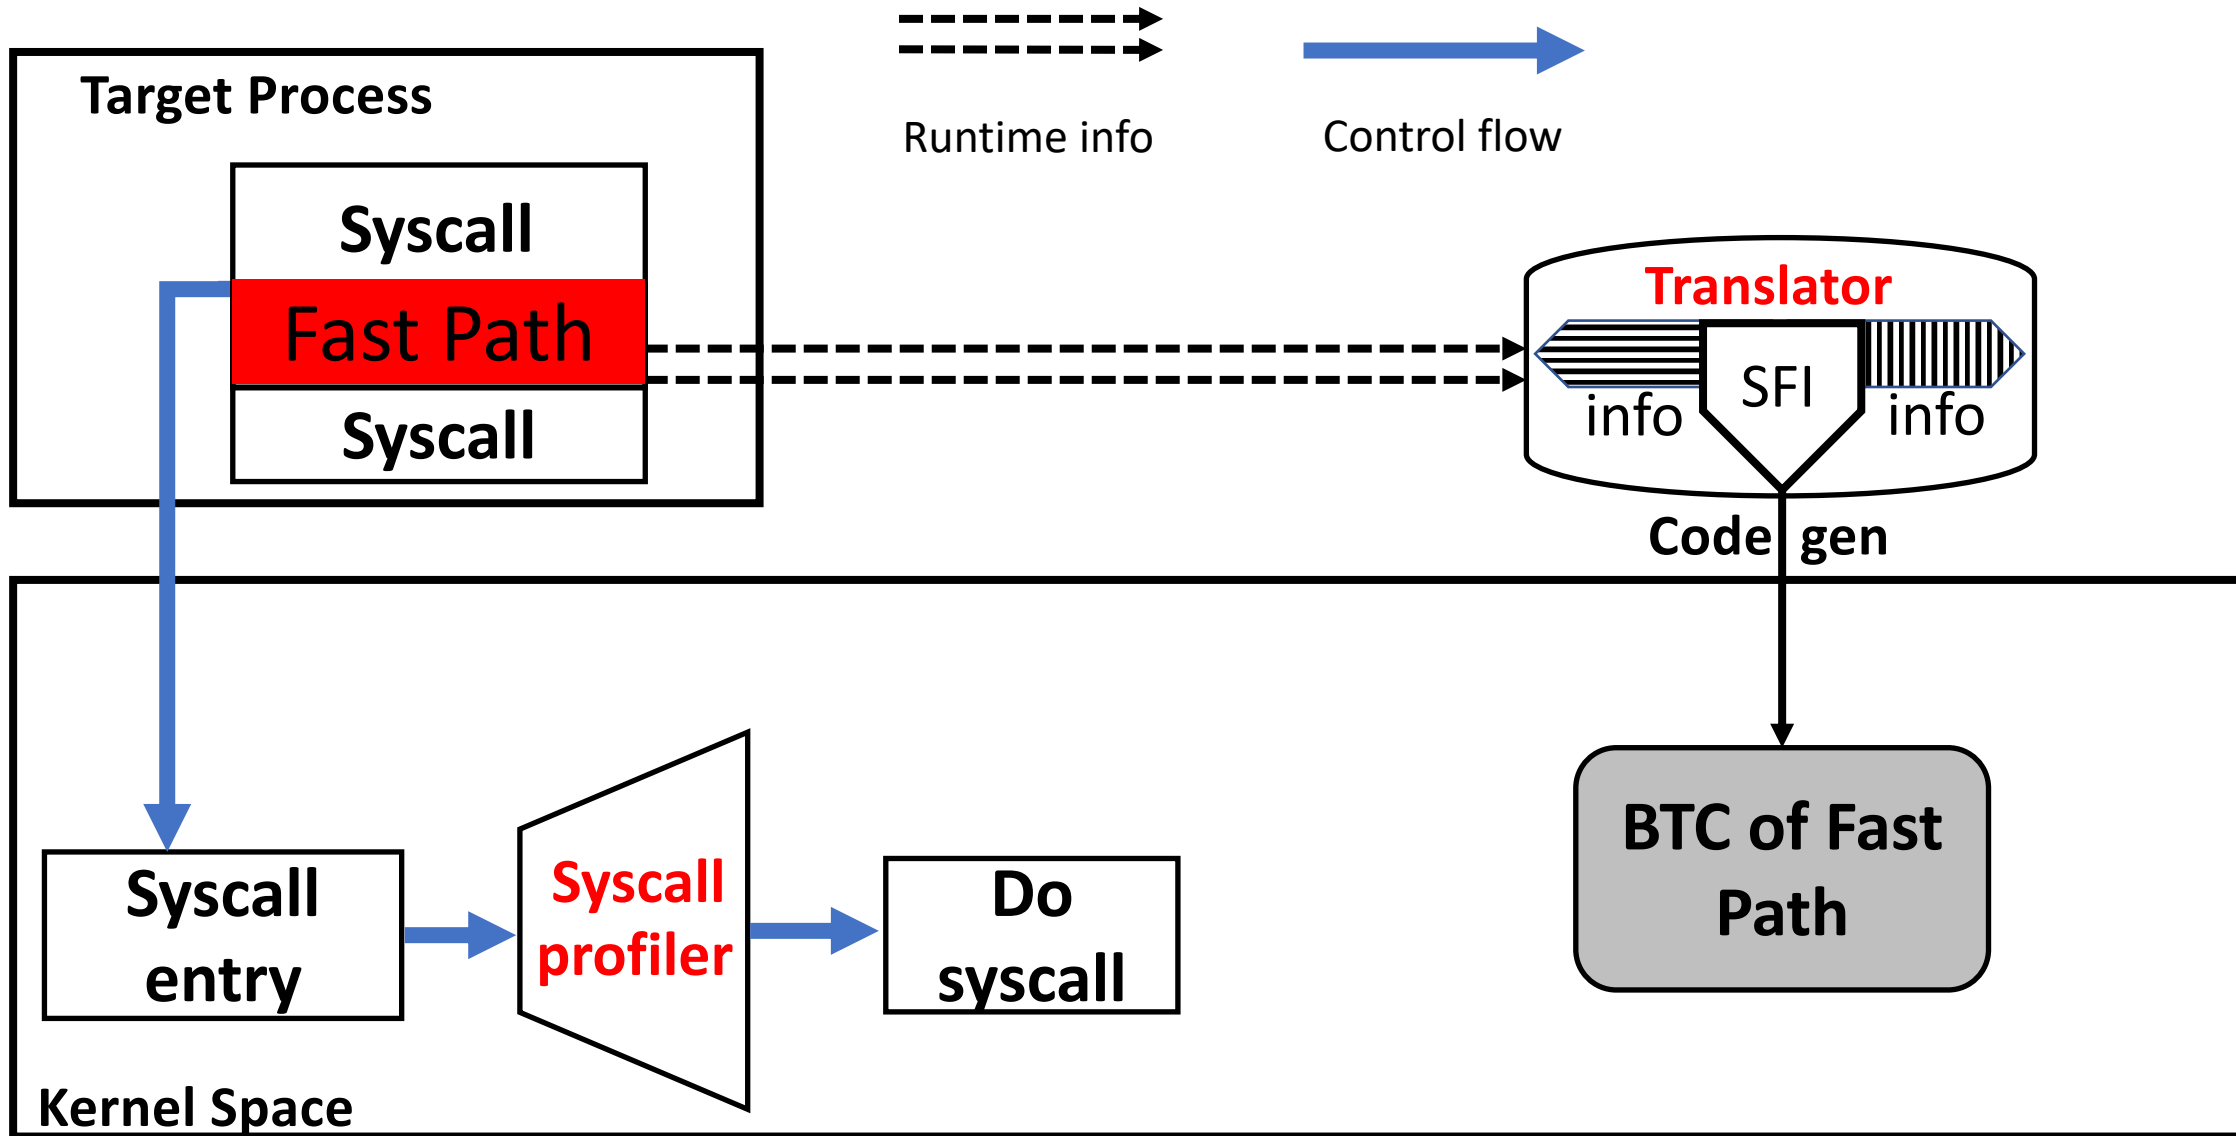 Target Process
Runtime info
Control flow
Syscall
Fast Path
Syscall
Translator
SFI
info
info
Code gen
Syscall
entry
Syscall
profiler
Do
syscall
BTC of Fast
Path
Kernel Space